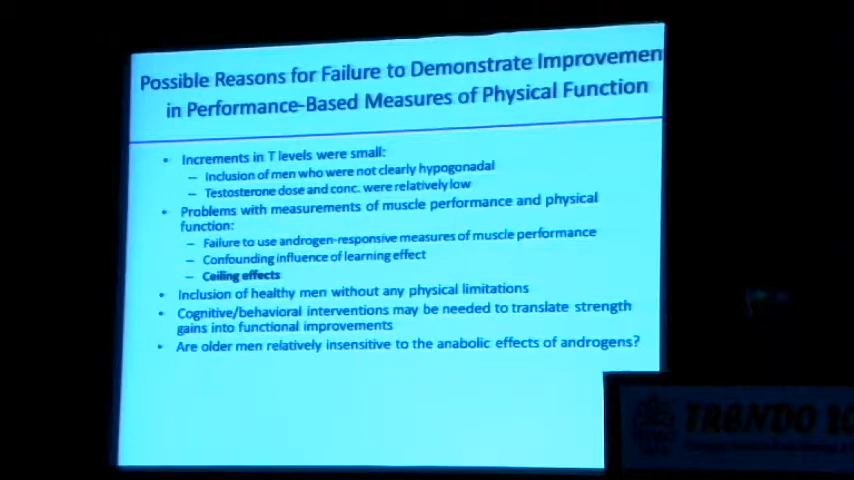 Possible Reasons for Failure to Demonstrate Improvemen
in Performance-Based Measures of Physical Function
• Increments in T levels were small:
– Inclusion of men who were not clearly hypogonadal
– Testosterone dose and conc. were relatively low
• Problems with measurements of muscle performance and physical
function:
– Failure to use androgen-responsive measures of muscle performance
– Confounding influence of learning effect
– Ceiling effects
• Inclusion of healthy men without any physical limitations
• Cognitive/behavioral interventions may be needed to translate strength
gains into functional improvements
• Are older men relatively insensitive to the anabolic effects of androgens?
TRENDO 20